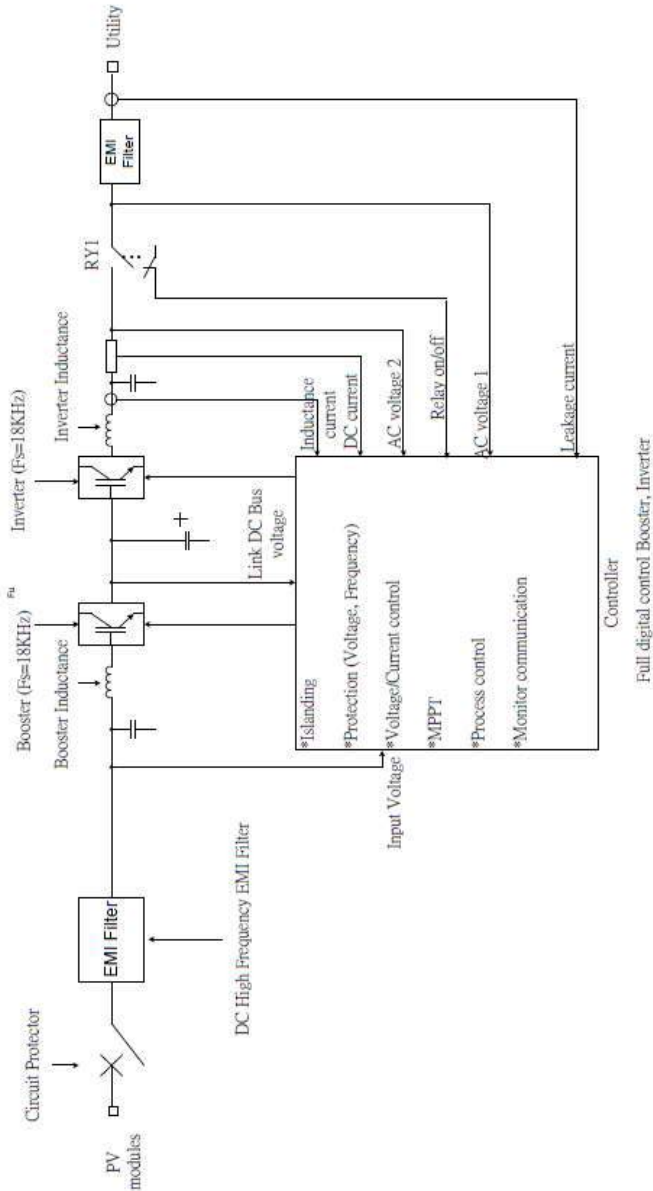 Circuit Protector
PV
modules
EMI Filter
DC High Frequency EMI Filter
Booster (Fs=18KHz) Fu
Booster Inductance
Inverter (Fs=18KHz)
Inverter Inductance
RY1
EMI
Filter
Utility
Link DC Bus
voltage
Inductance
current
DC current
AC voltage 2
Relay on/off
AC voltage 1
Leakage current
Input Voltage
*Islanding
*Protection (Voltage, Frequency)
*Voltage/Current control
*MPPT
*Process control
*Monitor communication
Controller
Full digital control Booster, Inverter